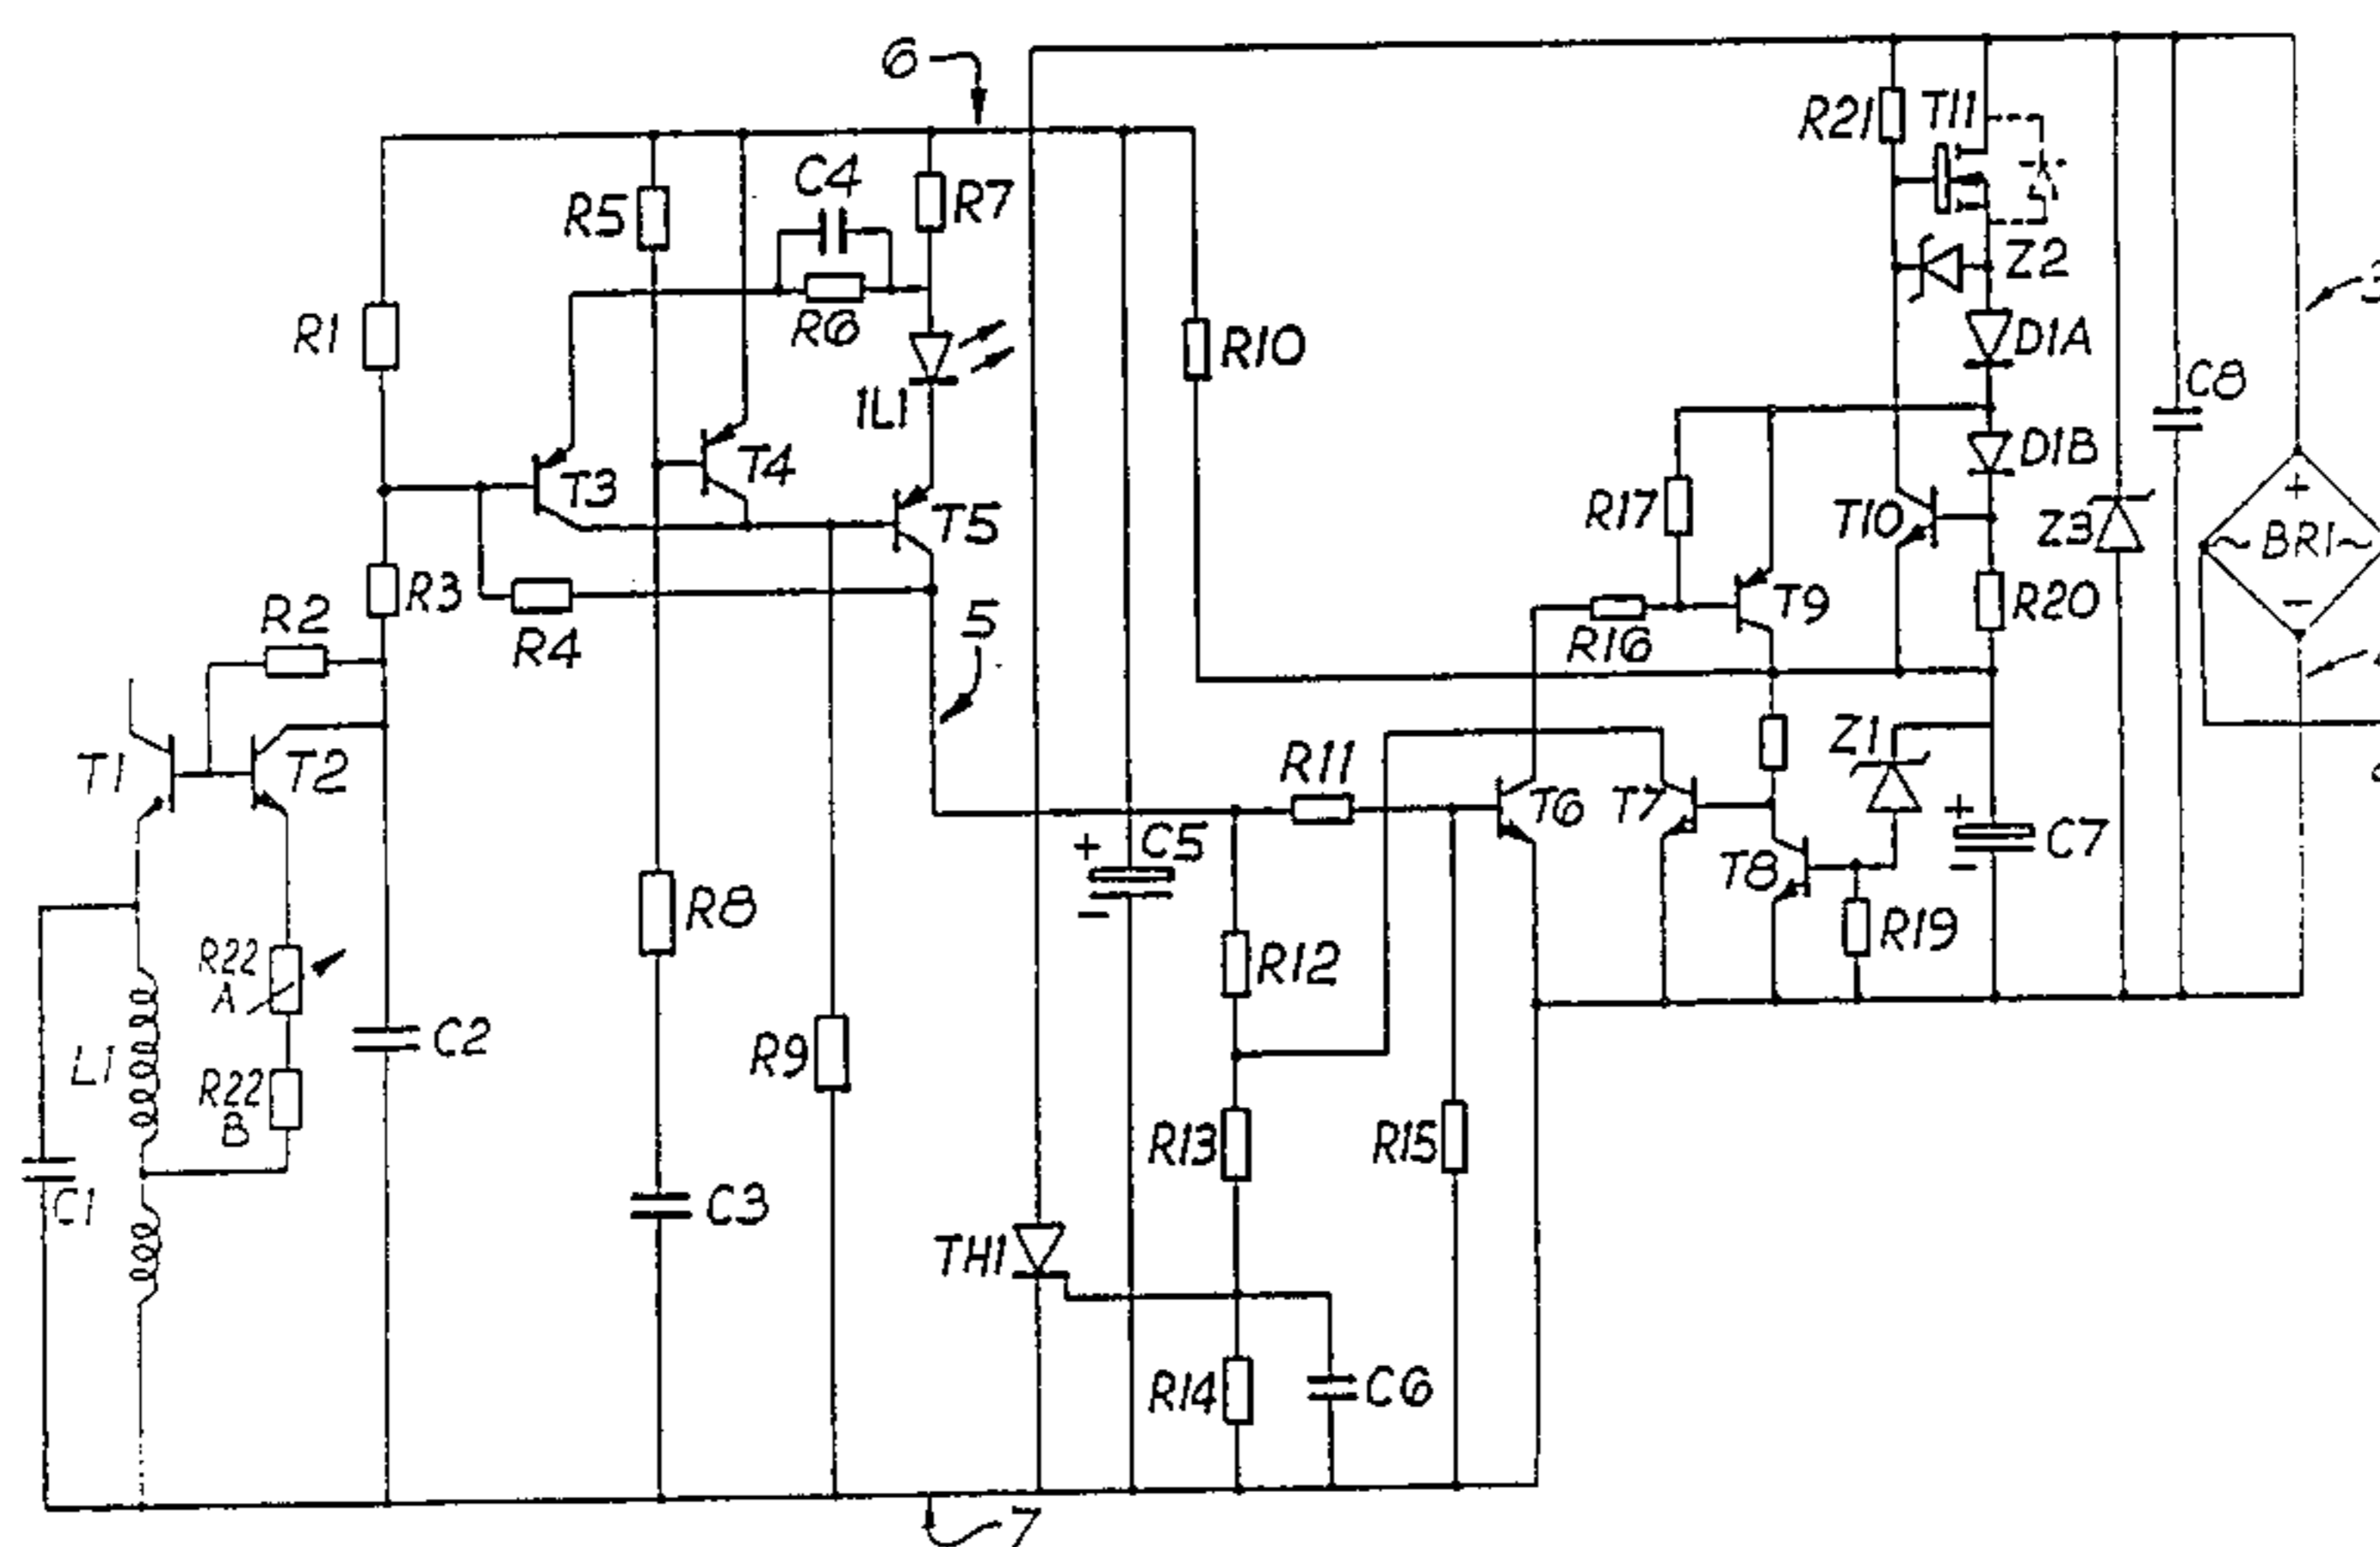 6
R21
T11
C4
R5
R7
Z2
R1
R6
R10
D1A
C8
1L1
D1B
T3
T4
T5
R17
T10
Z3
+
~ BR1 ~
-
R3
R2
R4
5
R16
T9
R20
T1
T2
R11
Z1
T6
T7
+
C5
-
+
C7
-
T8
R8
R22
A
R12
R19
L1
C2
R22
B
R9
R13
R15
C1
C3
TH1
R14
C6
7